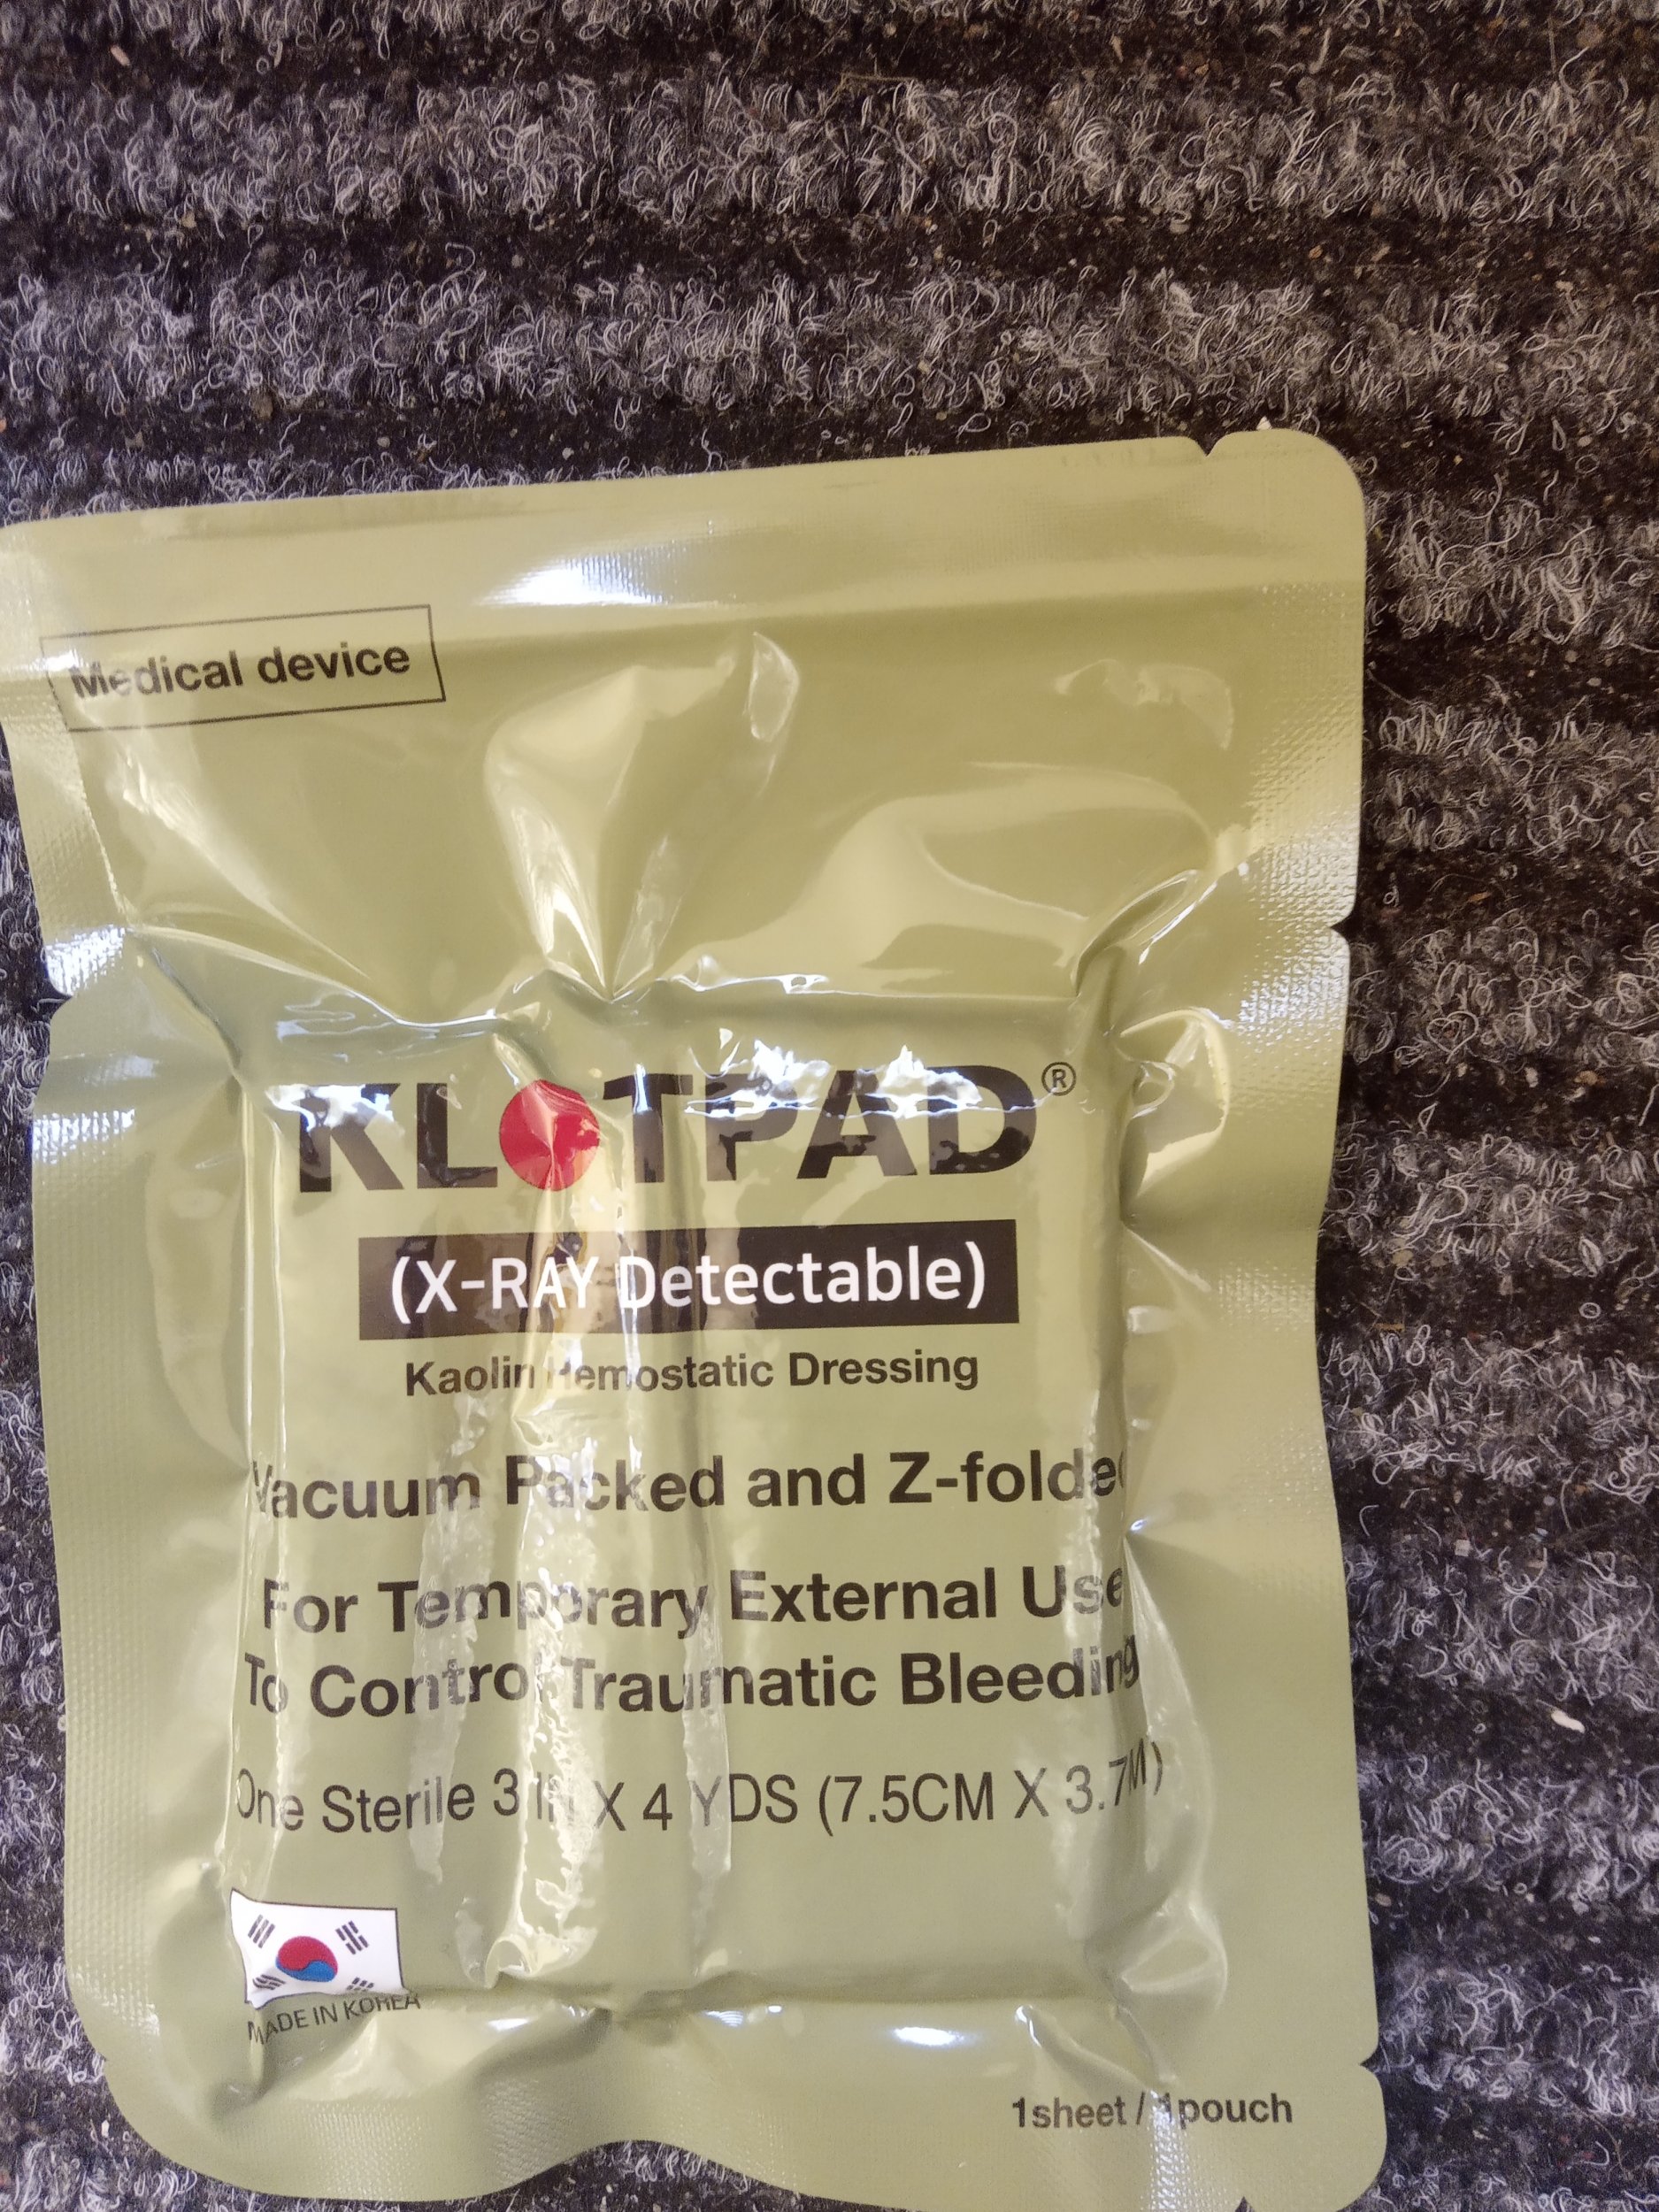 Medical device
KLOTPAD®
(X-RAY Detectable)
Kaolin Hemostatic Dressing
Vacuum Packed and Z-folded
For Temporary External Use
To Control Traumatic Bleeding
One Sterile 3 IN X 4 YDS (7.5CM X 3.7M)
MADE IN KOREA
1sheet / 1pouch